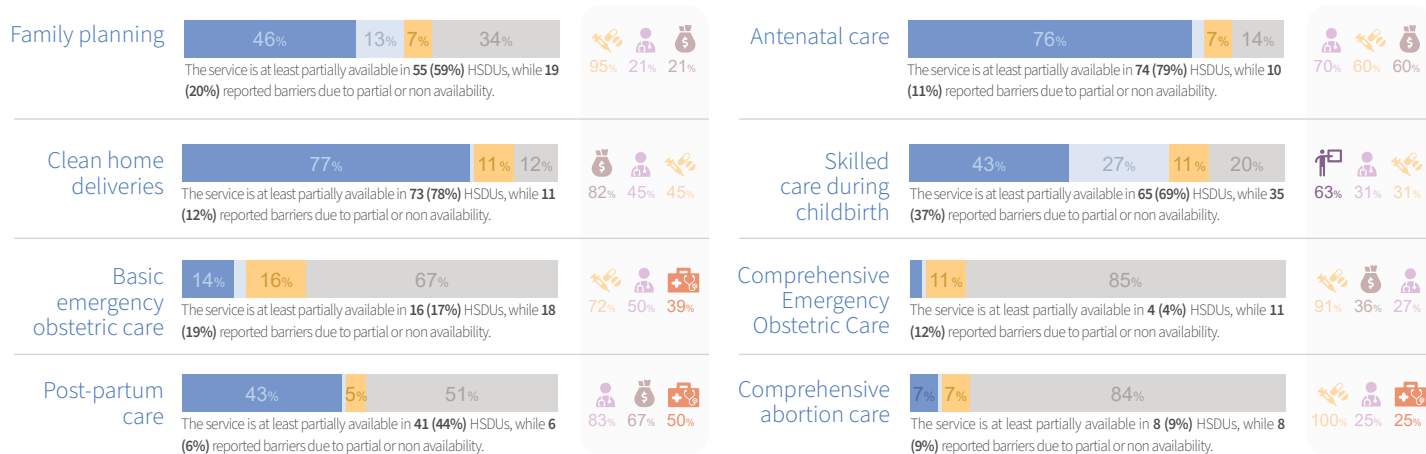 Family planning
46% 13% 7% 34%
The service is at least partially available in 55 (59%) HSDUs, while 19
(20%) reported barriers due to partial or non availability.
95% 21% 21%
Antenatal care
76% 7% 14%
The service is at least partially available in 74 (79%) HSDUs, while 10
(11%) reported barriers due to partial or non availability.
70% 60% 60%
Clean home
deliveries
77% 11% 12%
The service is at least partially available in 73 (78%) HSDUs, while 11
(12%) reported barriers due to partial or non availability.
82% 45% 45%
Skilled
care during
childbirth
43% 27% 11% 20%
The service is at least partially available in 65 (69%) HSDUs, while 35
(37%) reported barriers due to partial or non availability.
63% 31% 31%
Basic
emergency
obstetric care
14% 16% 67%
The service is at least partially available in 16 (17%) HSDUs, while 18
(19%) reported barriers due to partial or non availability.
72% 50% 39%
Comprehensive
Emergency
Obstetric Care
11% 85%
The service is at least partially available in 4 (4%) HSDUs, while 11
(12%) reported barriers due to partial or non availability.
91% 36% 27%
Post-partum
care
43% 5% 51%
The service is at least partially available in 41 (44%) HSDUs, while 6
(6%) reported barriers due to partial or non availability.
83% 67% 50%
Comprehensive
abortion care
7% 7% 84%
The service is at least partially available in 8 (9%) HSDUs, while 8
(9%) reported barriers due to partial or non availability.
100% 25% 25%